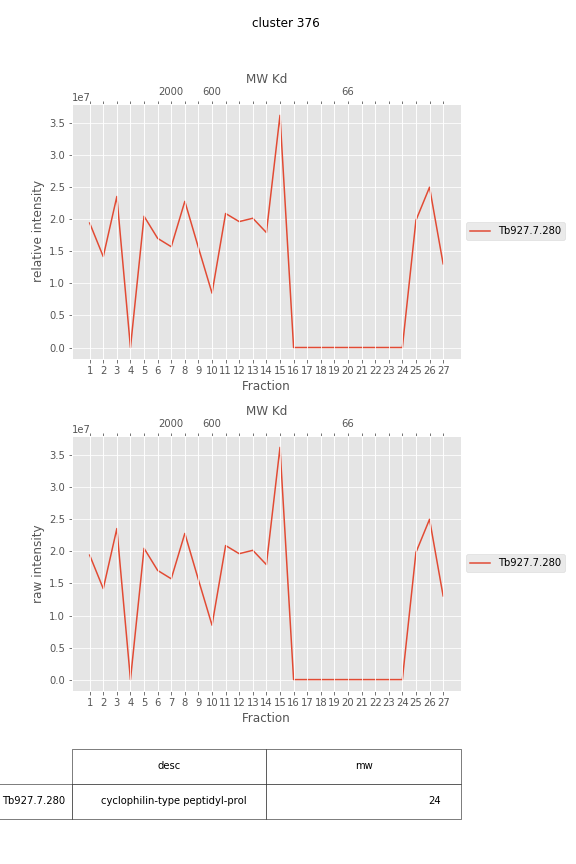 cluster 376
MW Kd
2000 600 66
1e7
3.5
3.0
2.5
2.0
1.5
1.0
0.5
0.0
relative intensity
Tb927.7.280
1 2 3 4 5 6 7 8 9 10 11 12 13 14 15 16 17 18 19 20 21 22 23 24 25 26 27
Fraction
MW Kd
2000 600 66
1e7
3.5
3.0
2.5
2.0
1.5
1.0
0.5
0.0
raw intensity
Tb927.7.280
1 2 3 4 5 6 7 8 9 10 11 12 13 14 15 16 17 18 19 20 21 22 23 24 25 26 27
Fraction
desc mw
Tb927.7.280 cyclophilin-type peptidyl-prol 24